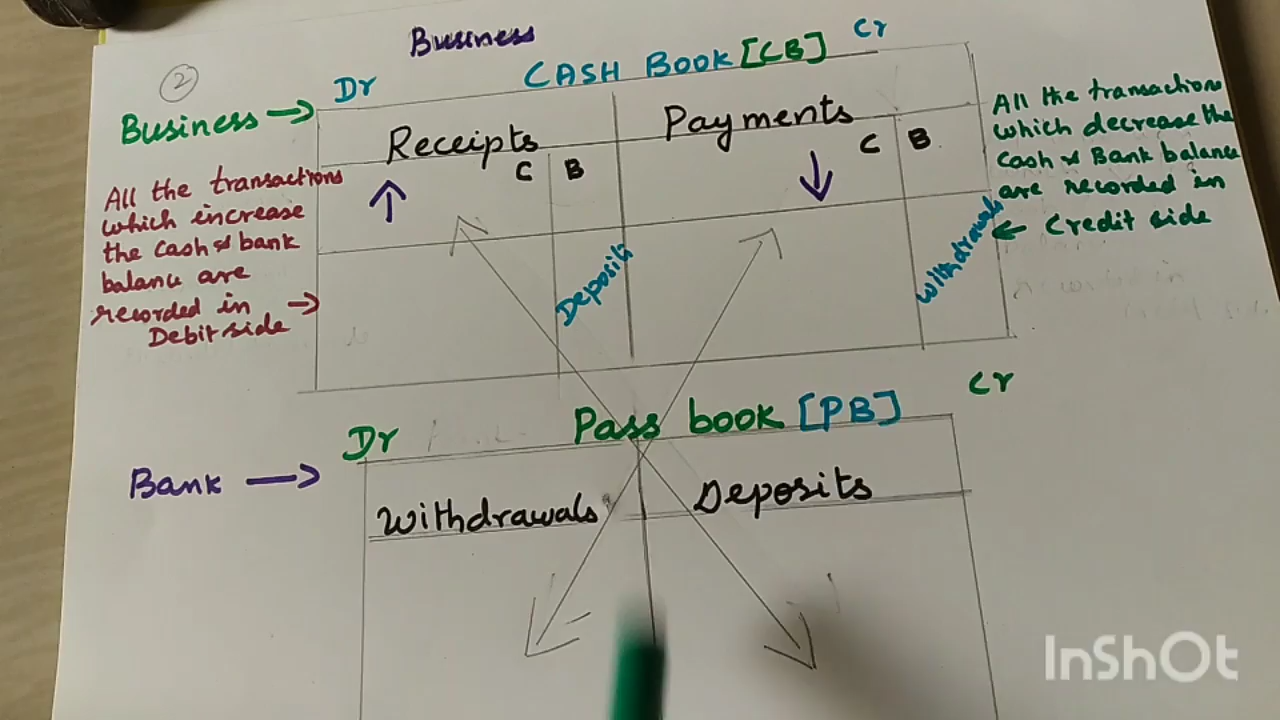 Business
②
Dr
CASH BOOK [CB]
Cr
Business →
Receipts
Payments
C
B
C
B
↑
↓
All the transactions
which increase
the cash & bank
balance are
recorded in →
Debit side
All the transaction
which decrease the
cash & Bank balance
are recorded in
← Credit side
Deposits
Withdrawals
Pass book [PB]
Dr
Cr
Bank →
Withdrawals
Deposits
InShOt